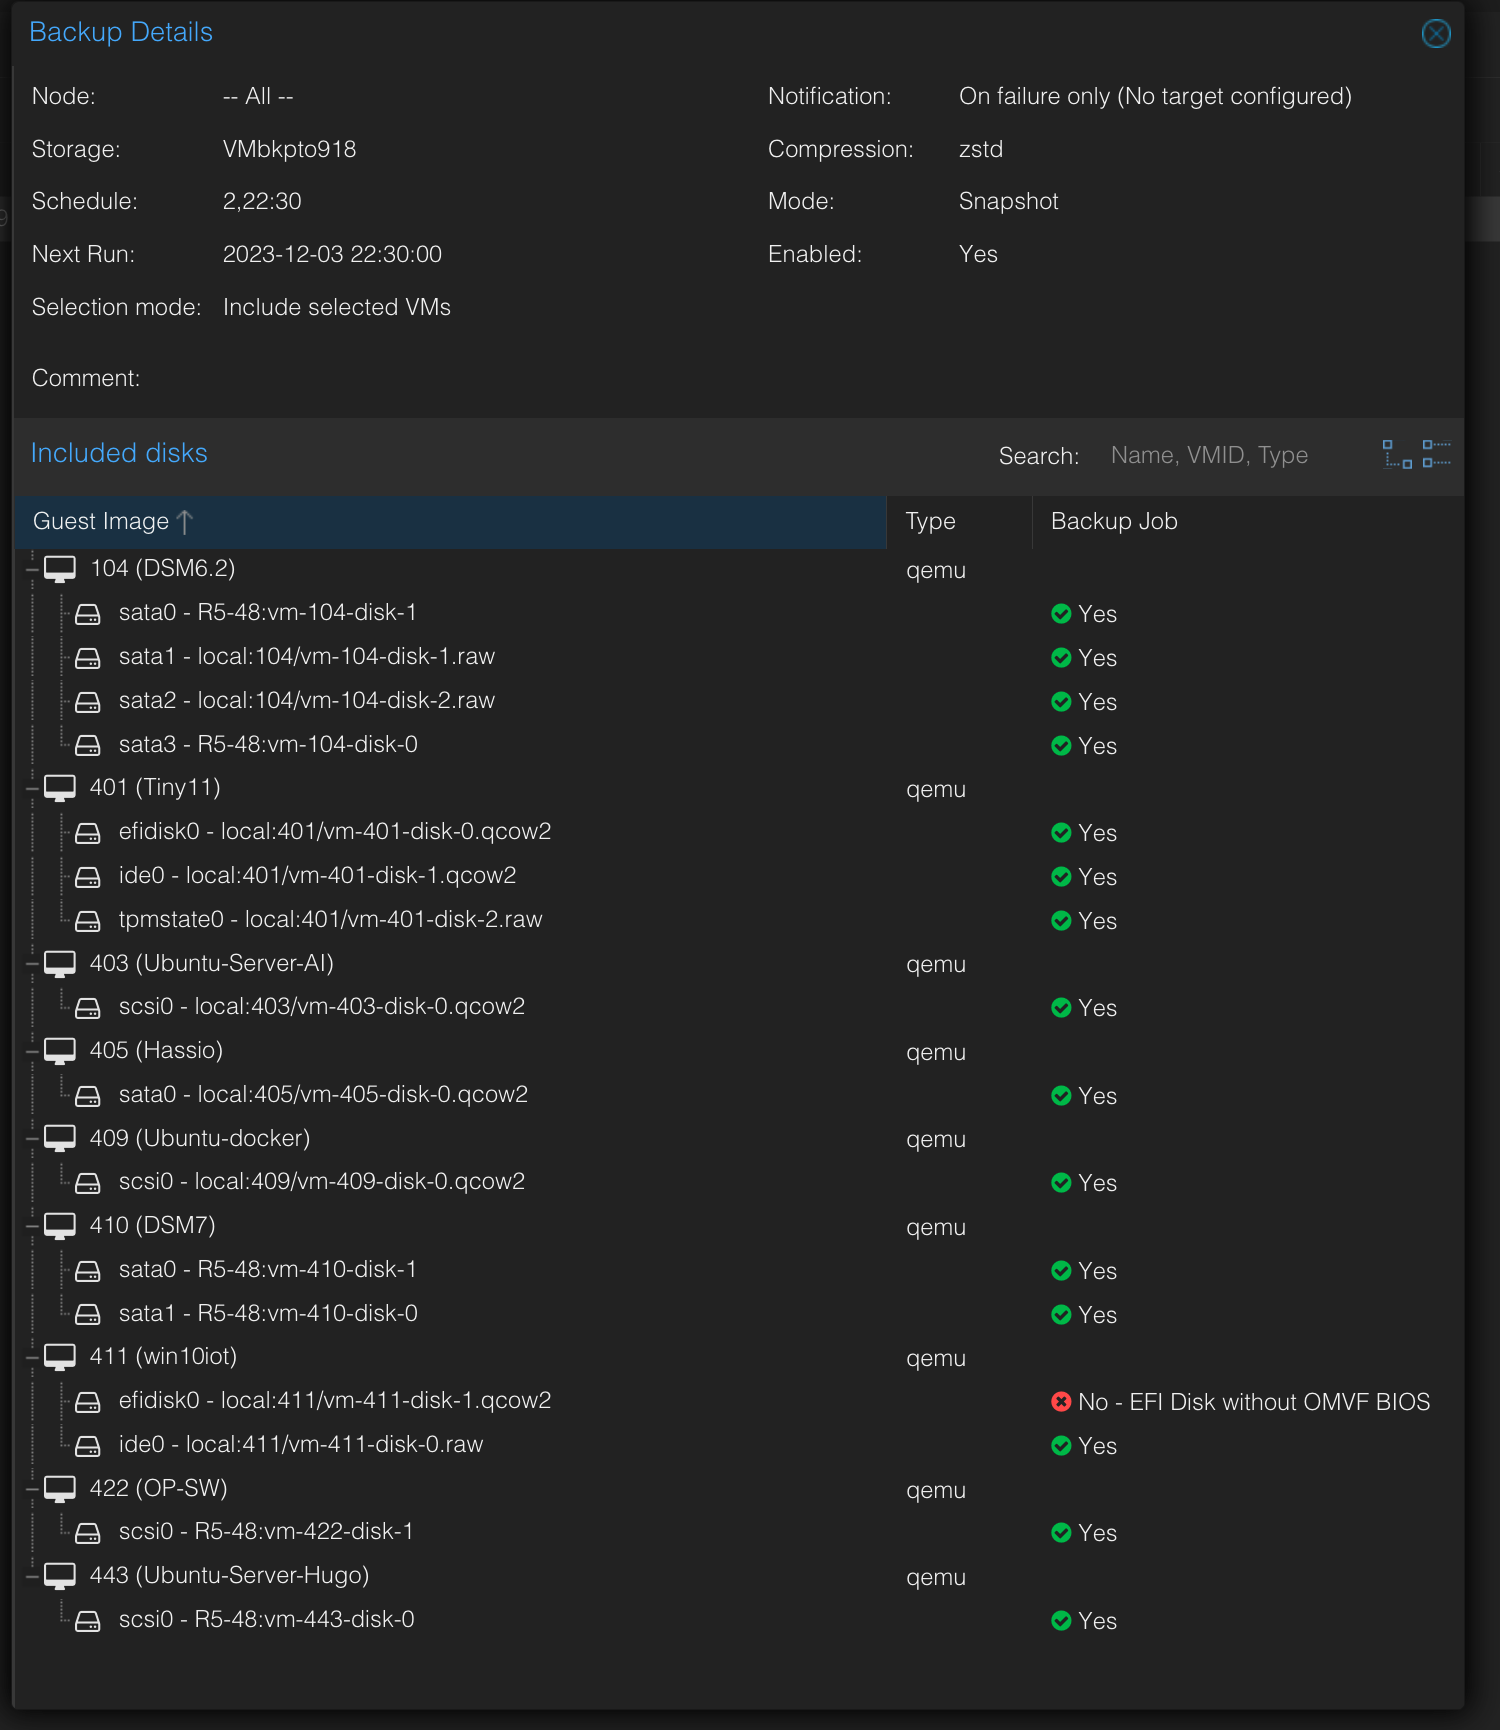 Backup Details
Node: -- All --
Notification: On failure only (No target configured)
Storage: VMbkpto918
Compression: zstd
Schedule: 2,22:30
Mode: Snapshot
Next Run: 2023-12-03 22:30:00
Enabled: Yes
Selection mode: Include selected VMs
Comment:
Included disks
Search: Name, VMID, Type
Guest Image Type Backup Job
104 (DSM6.2) qemu
sata0 - R5-48:vm-104-disk-1 Yes
sata1 - local:104/vm-104-disk-1.raw Yes
sata2 - local:104/vm-104-disk-2.raw Yes
sata3 - R5-48:vm-104-disk-0 Yes
401 (Tiny11) qemu
efidisk0 - local:401/vm-401-disk-0.qcow2 Yes
ide0 - local:401/vm-401-disk-1.qcow2 Yes
tpmstate0 - local:401/vm-401-disk-2.raw Yes
403 (Ubuntu-Server-AI) qemu
scsi0 - local:403/vm-403-disk-0.qcow2 Yes
405 (Hassio) qemu
sata0 - local:405/vm-405-disk-0.qcow2 Yes
409 (Ubuntu-docker) qemu
scsi0 - local:409/vm-409-disk-0.qcow2 Yes
410 (DSM7) qemu
sata0 - R5-48:vm-410-disk-1 Yes
sata1 - R5-48:vm-410-disk-0 Yes
411 (win10iot) qemu
efidisk0 - local:411/vm-411-disk-1.qcow2 No - EFI Disk without OMVF BIOS
ide0 - local:411/vm-411-disk-0.raw Yes
422 (OP-SW) qemu
scsi0 - R5-48:vm-422-disk-1 Yes
443 (Ubuntu-Server-Hugo) qemu
scsi0 - R5-48:vm-443-disk-0 Yes